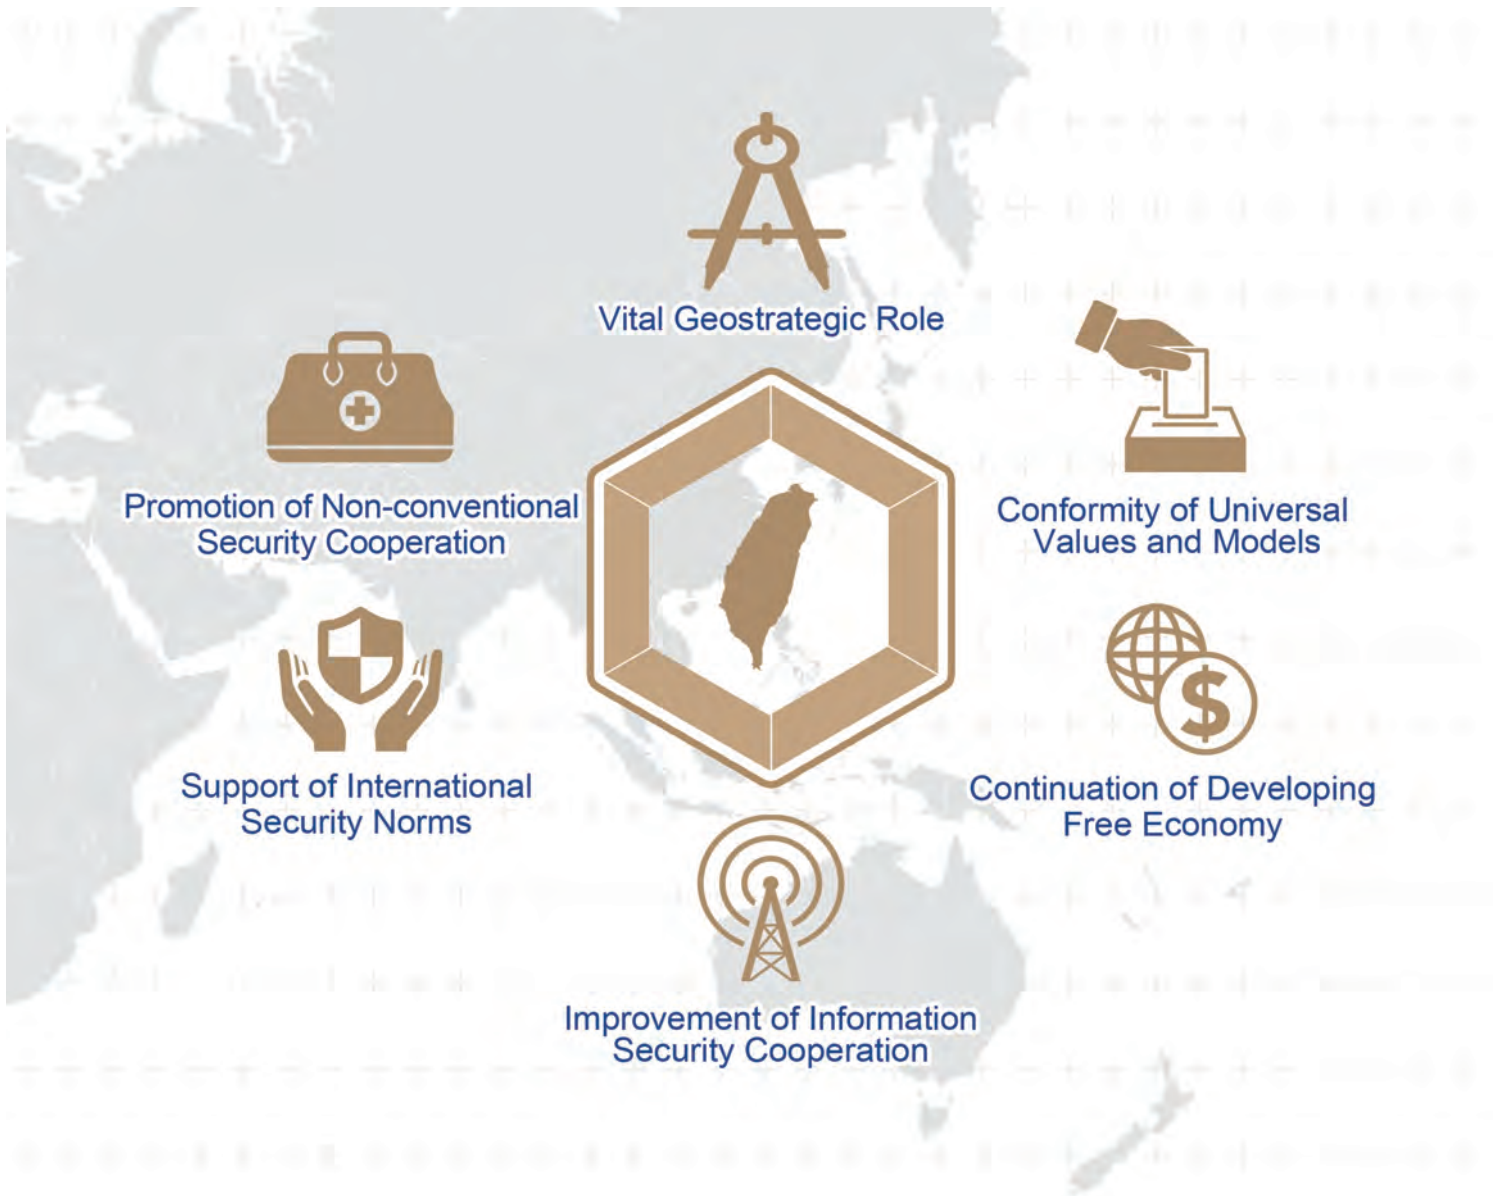 Vital Geostrategic Role
Promotion of Non-conventional
Security Cooperation
Conformity of Universal
Values and Models
Support of International
Security Norms
$
Continuation of Developing
Free Economy
Improvement of Information
Security Cooperation